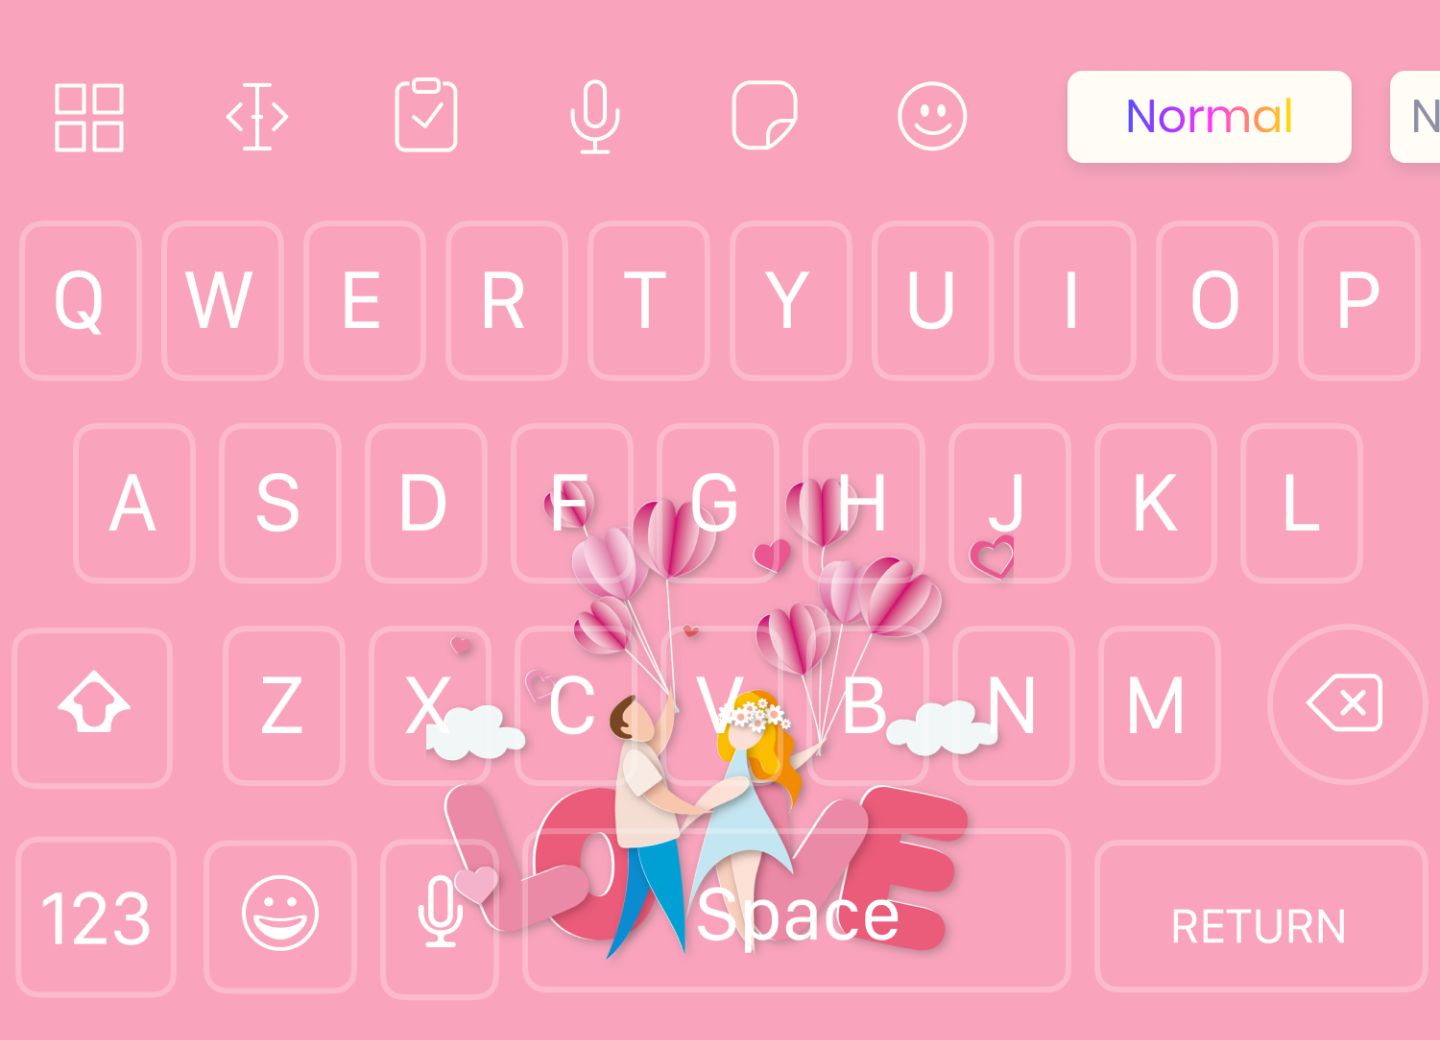 Normal N
Q W E R T Y U I O P
A S D F G H J K L
Z X C V B N M
LOVE
123 Space RETURN